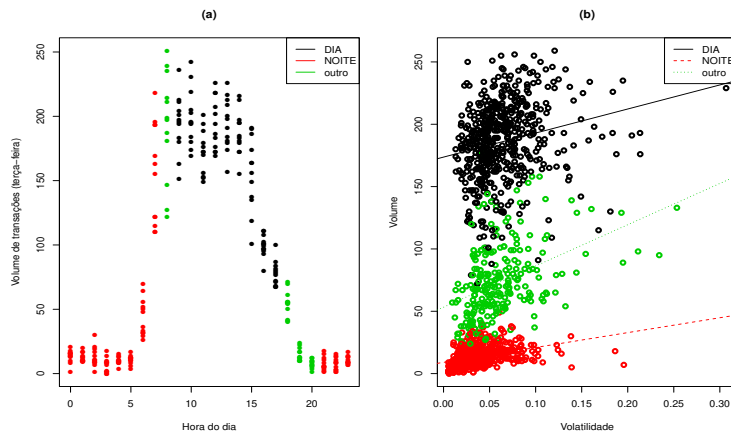 (a)
Volume de transações (terça−feira)
0
50
100
150
200
250
0
5
10
15
20
Hora do dia
DIA
NOITE
outro
(b)
Volume
0
50
100
150
200
250
0.00
0.05
0.10
0.15
0.20
0.25
0.30
Volatilidade
DIA
NOITE
outro